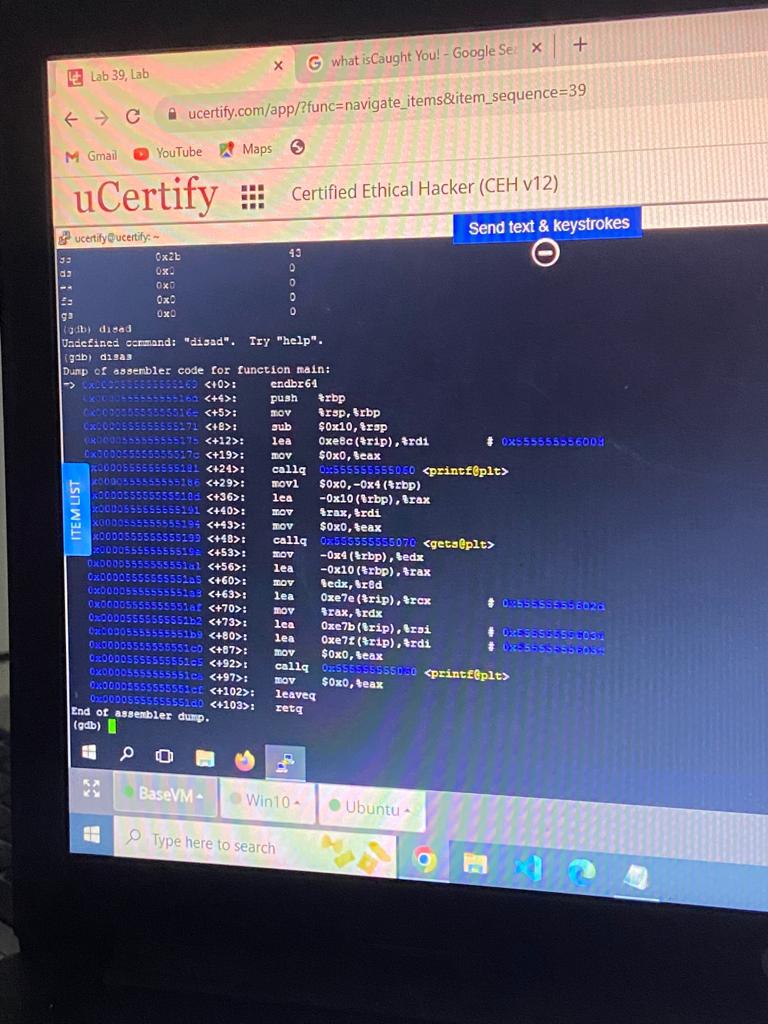 Lab 39, Lab
what isCaught You! - Google Se
ucertify.com/app/?func=navigate_items&item_sequence=39
Gmail YouTube Maps
uCertify Certified Ethical Hacker (CEH v12)
ucertify@ucertify: ~
Send text & keystrokes
ss 0x2b 43
ds 0x0 0
0x0 0
fs 0x0 0
gs 0x0 0
(gdb) disad
Undefined command: "disad". Try "help".
(gdb) disas
Dump of assembler code for function main:
=> <+0>: endbr64
<+4>: push %rbp
<+5>: mov %rsp,%rbp
<+8>: sub $0x10,%rsp
<+12>: lea 0xe8c(%rip),%rdi # 0x555555556008
<+19>: mov $0x0,%eax
<+24>: callq 0x555555555060 <printf@plt>
<+29>: movl $0x0,-0x4(%rbp)
<+36>: lea -0x10(%rbp),%rax
<+40>: mov %rax,%rdi
<+43>: mov $0x0,%eax
<+48>: callq 0x555555555070 <gets@plt>
<+53>: mov -0x4(%rbp),%edx
<+56>: lea -0x10(%rbp),%rax
<+60>: mov %edx,%r8d
<+63>: lea 0xe7e(%rip),%rcx #
<+70>: mov %rax,%rdx
<+73>: lea 0xe7b(%rip),%rsi #
<+80>: lea 0xe7f(%rip),%rdi #
<+87>: mov $0x0,%eax
<+92>: callq 0x555555555060 <printf@plt>
<+97>: mov $0x0,%eax
<+102>: leaveq
<+103>: retq
End of assembler dump.
(gdb)
ITEM LIST
BaseVM Win10 Ubuntu
Type here to search